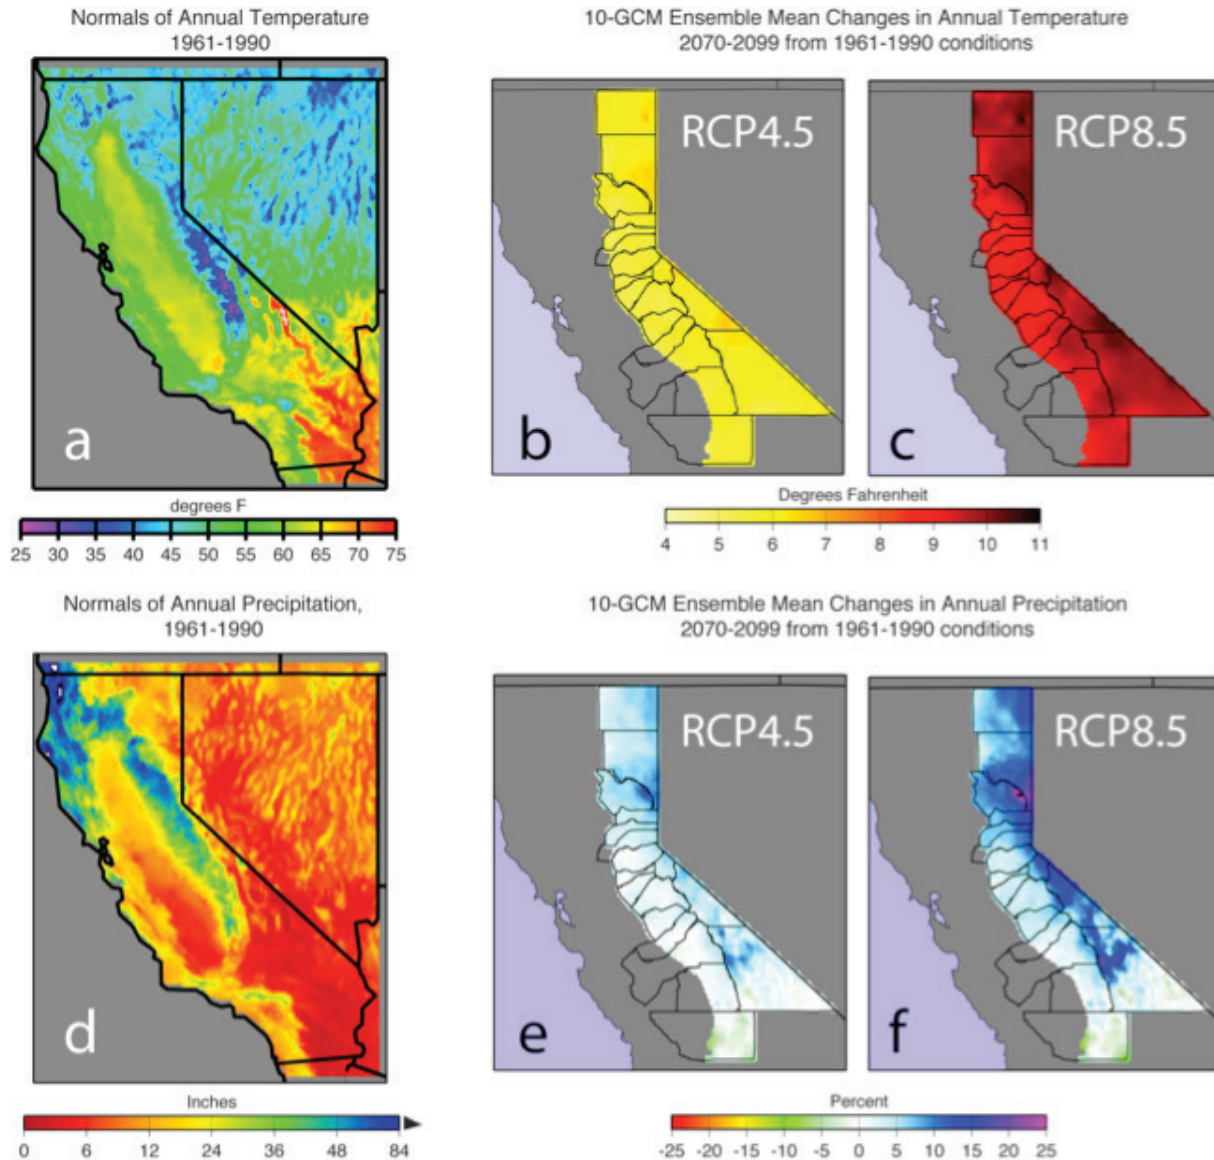 Normals of Annual Temperature
1961-1990
10-GCM Ensemble Mean Changes in Annual Temperature
2070-2099 from 1961-1990 conditions
a
RCP4.5
b
RCP8.5
c
degrees F
25 30 35 40 45 50 55 60 65 70 75
Degrees Fahrenheit
4 5 6 7 8 9 10 11
Normals of Annual Precipitation,
1961-1990
10-GCM Ensemble Mean Changes in Annual Precipitation
2070-2099 from 1961-1990 conditions
d
RCP4.5
e
RCP8.5
f
Inches
0 6 12 24 36 48 84
Percent
-25 -20 -15 -10 -5 0 5 10 15 20 25